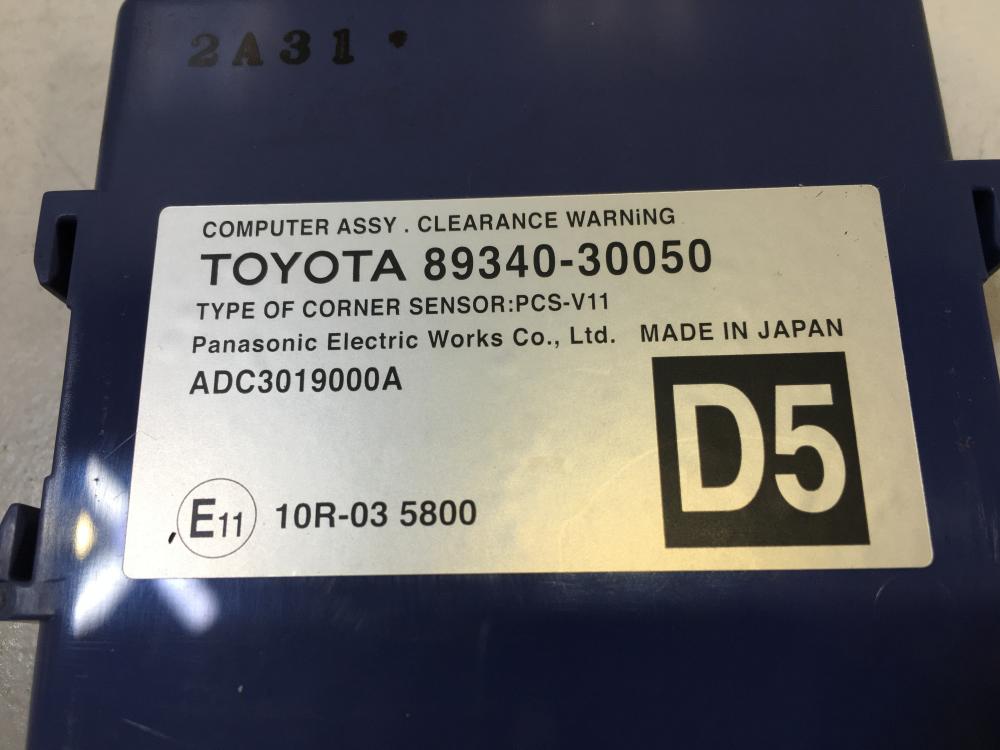 2A31
COMPUTER ASSY . CLEARANCE WARNiNG
TOYOTA 89340-30050
TYPE OF CORNER SENSOR:PCS-V11
Panasonic Electric Works Co., Ltd. MADE IN JAPAN
ADC3019000A
D5
E11 10R-03 5800